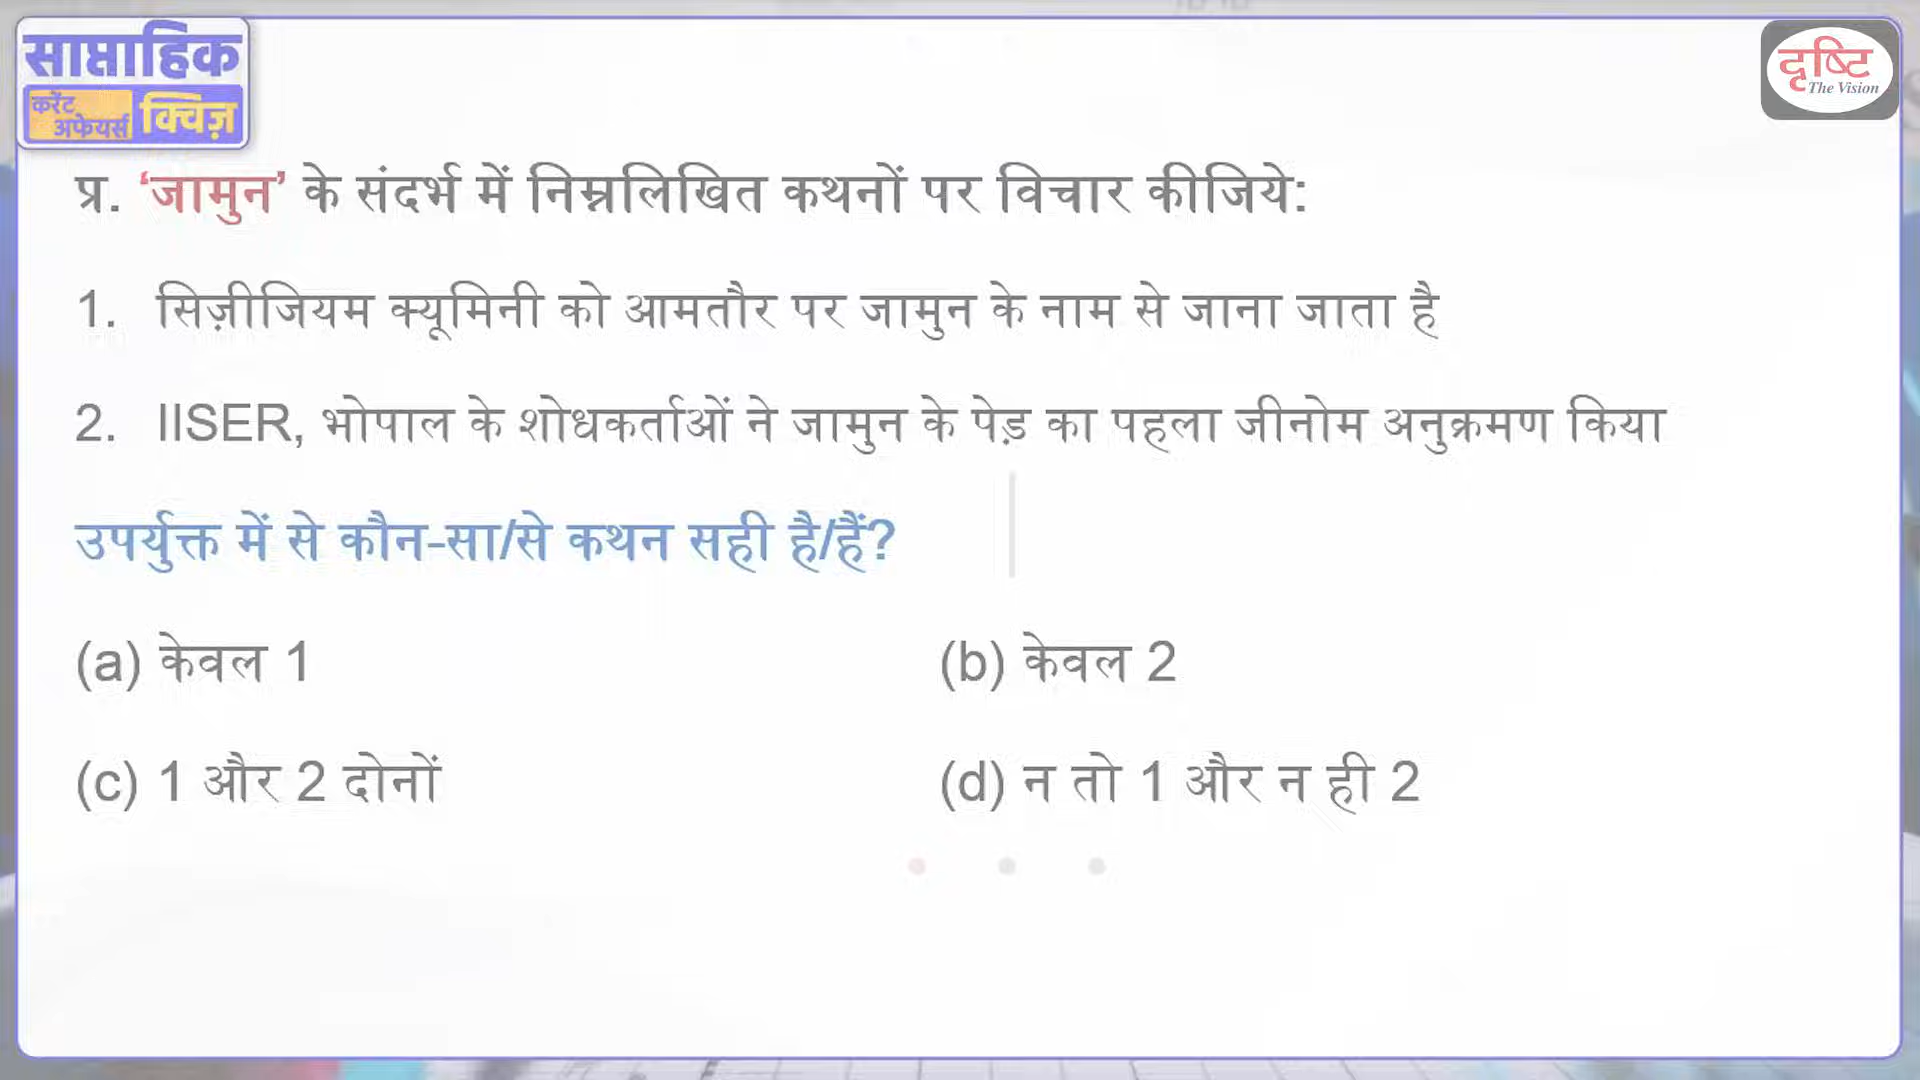 साप्ताहिक
करेंट
अफेयर्स
क्विज़
दृष्टि
The Vision
प्र. ‘जामुन’ के संदर्भ में निम्नलिखित कथनों पर विचार कीजिये:
1. सिज़ीजियम क्यूमिनी को आमतौर पर जामुन के नाम से जाना जाता है
2. IISER, भोपाल के शोधकर्ताओं ने जामुन के पेड़ का पहला जीनोम अनुक्रमण किया
उपर्युक्त में से कौन-सा/से कथन सही है/हैं?
(a) केवल 1
(b) केवल 2
(c) 1 और 2 दोनों
(d) न तो 1 और न ही 2